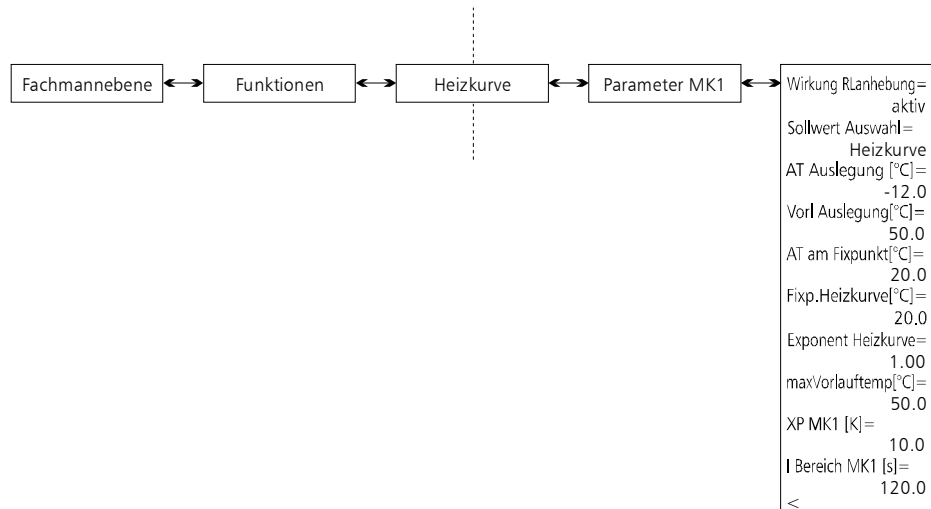 Fachmannebene
Funktionen
Heizkurve
Parameter MK1
Wirkung RLanhebung=
aktiv
Sollwert Auswahl=
Heizkurve
AT Auslegung [°C]=
-12.0
Vorl Auslegung[°C]=
50.0
AT am Fixpunkt[°C]=
20.0
Fixp.Heizkurve[°C]=
20.0
Exponent Heizkurve=
1.00
maxVorlauftemp[°C]=
50.0
XP MK1 [K]=
10.0
I Bereich MK1 [s]=
120.0
<